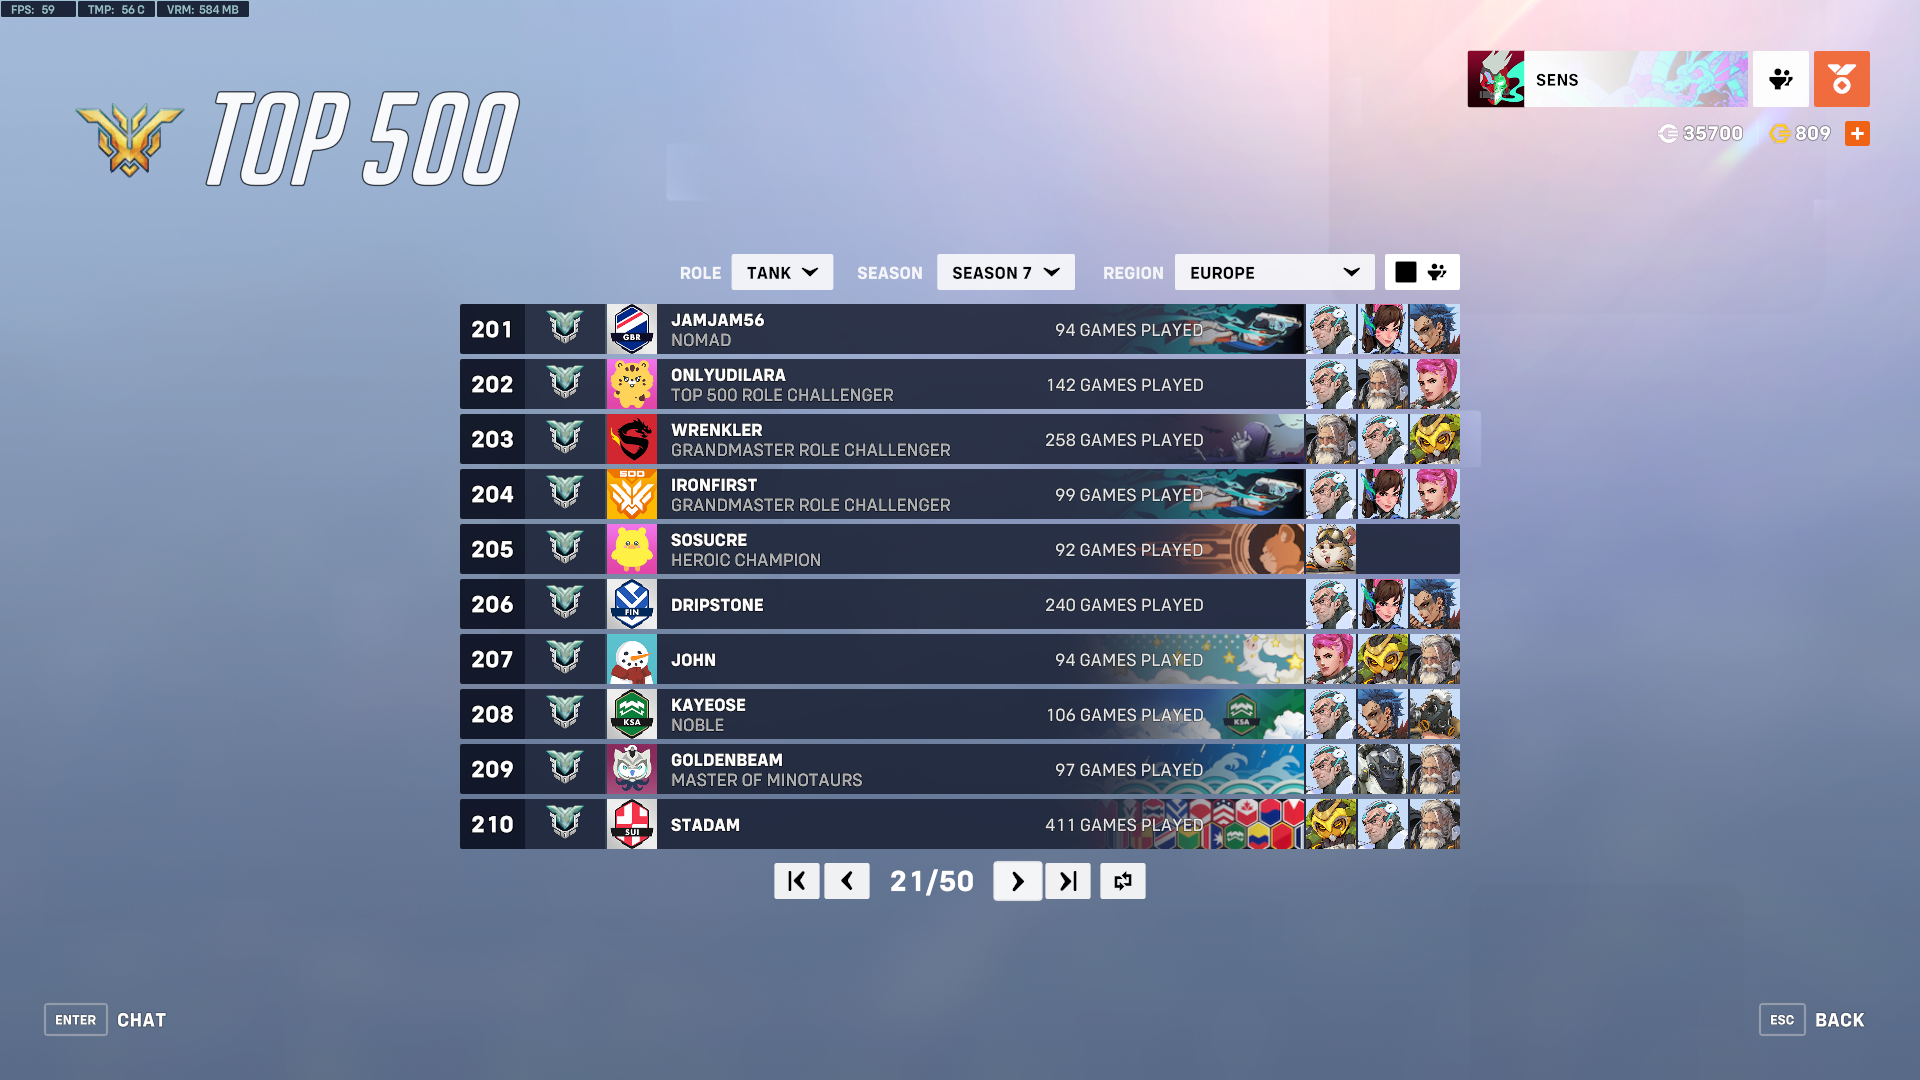 FPS: 59 TMP: 56 C VRM: 584 MB
TOP 500
SENS
35700 809
ROLE TANK SEASON SEASON 7 REGION EUROPE
201 GBR JAMJAM56 94 GAMES PLAYED
NOMAD
202 ONLYUDILARA 142 GAMES PLAYED
TOP 500 ROLE CHALLENGER
203 WRENKLER 258 GAMES PLAYED
GRANDMASTER ROLE CHALLENGER
204 500 IRONFIRST 99 GAMES PLAYED
GRANDMASTER ROLE CHALLENGER
205 SOSUCRE 92 GAMES PLAYED
HEROIC CHAMPION
206 FIN DRIPSTONE 240 GAMES PLAYED
207 JOHN 94 GAMES PLAYED
208 KSA KAYEOSE 106 GAMES PLAYED KSA
NOBLE
209 GOLDENBEAM 97 GAMES PLAYED
MASTER OF MINOTAURS
210 SUI STADAM 411 GAMES PLAYED
21/50
ENTER CHAT
ESC BACK